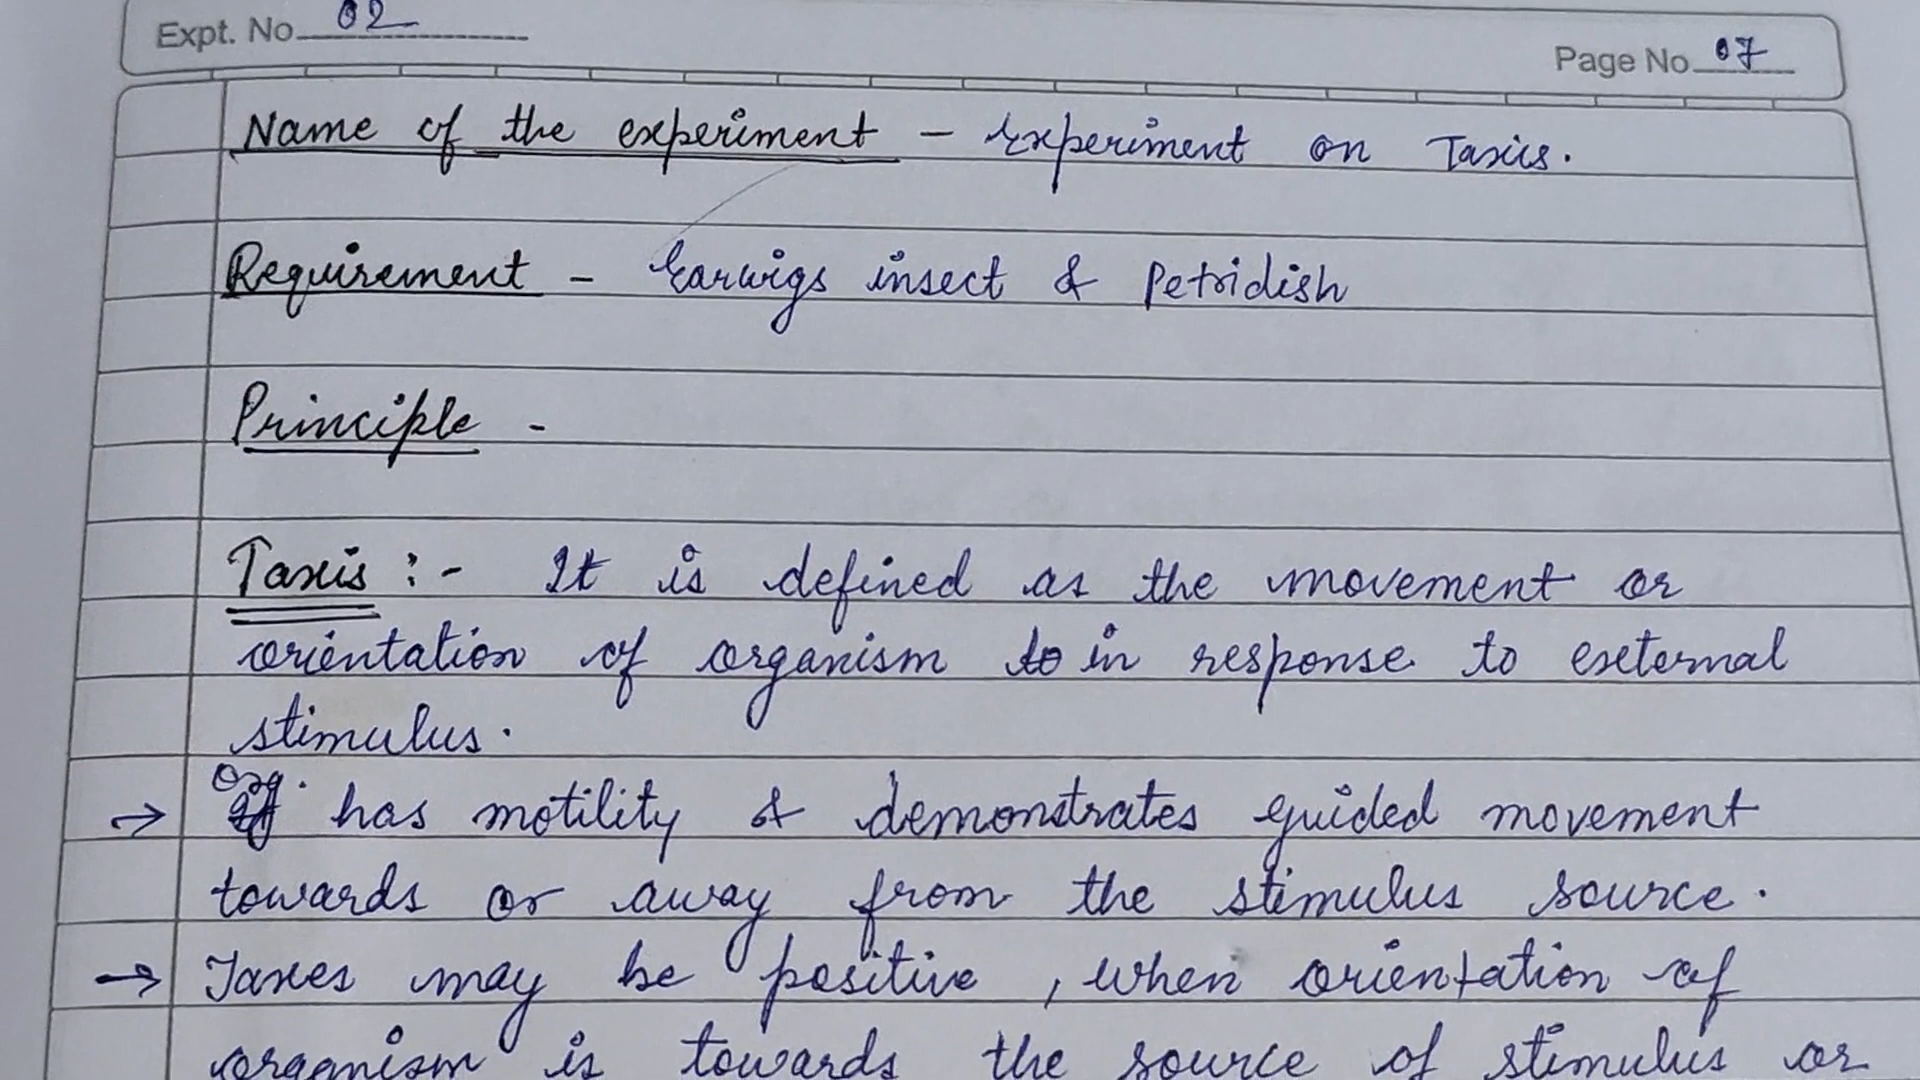 Expt. No. 02
Page No. 07
Name of the experiment - Experiment on Taxis.
Requirement - Earwigs insect & Petridish
Principle -
Taxis :- It is defined as the movement or
orientation of organism to in response to external
stimulus.
→ Org. has motility & demonstrates guided movement
towards or away from the stimulus source.
→ Taxes may be positive, when orientation of
organism is towards the source of stimulus or